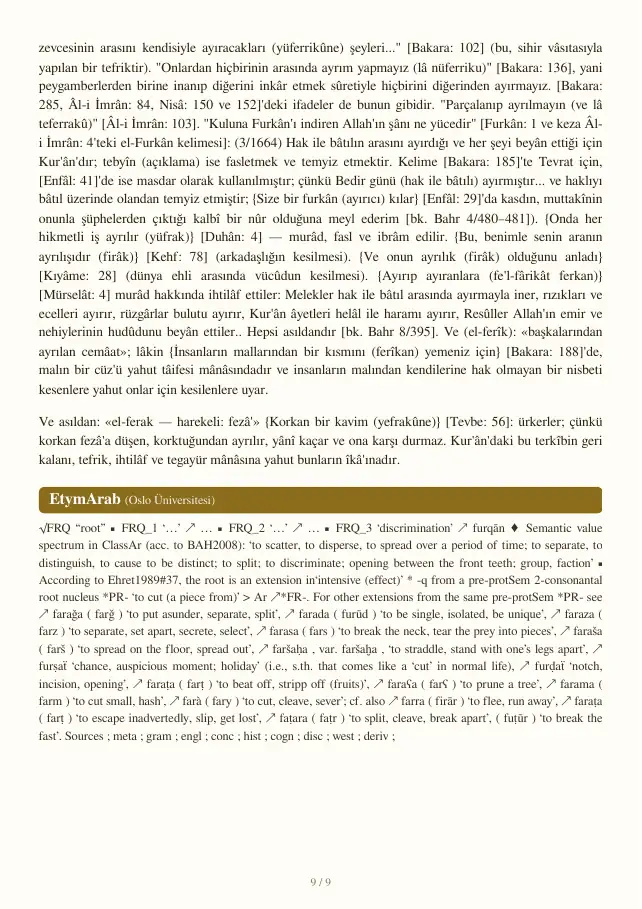 zevcesinin arasını kendisiyle ayıracakları (yüferrikûne) şeyleri..." [Bakara: 102] (bu, sihir vâsıtasıyla
yapılan bir tefriktir). "Onlardan hiçbirinin arasında ayrım yapmayız (lâ nüferriku)" [Bakara: 136], yani
peygamberlerden birine inanıp diğerini inkâr etmek sûretiyle hiçbirini diğerinden ayırmayız. [Bakara:
285, Âl-i İmrân: 84, Nisâ: 150 ve 152]'deki ifadeler de bunun gibidir. "Parçalanıp ayrılmayın (ve lâ
teferrakû)" [Âl-i İmrân: 103]. "Kuluna Furkân'ı indiren Allah'ın şânı ne yücedir" [Furkân: 1 ve keza Âl-
i İmrân: 4'teki el-Furkân kelimesi]: (3/1664) Hak ile bâtılın arasını ayırdığı ve her şeyi beyân ettiği için
Kur'ân'dır; tebyîn (açıklama) ise fasletmek ve temyiz etmektir. Kelime [Bakara: 185]'te Tevrat için,
[Enfâl: 41]'de ise masdar olarak kullanılmıştır; çünkü Bedir günü (hak ile bâtılı) ayırmıştır... ve haklıyı
bâtıl üzerinde olandan temyiz etmiştir; {Size bir furkân (ayırıcı) kılar} [Enfâl: 29]'da kasdın, muttakînin
onunla şüphelerden çıktığı kalbî bir nûr olduğuna meyl ederim [bk. Bahr 4/480–481]). {Onda her
hikmetli iş ayrılır (yüfrak)} [Duhân: 4] — murâd, fasl ve ibrâm edilir. {Bu, benimle senin aranın
ayrılışıdır (firâk)} [Kehf: 78] (arkadaşlığın kesilmesi). {Ve onun ayrılık (firâk) olduğunu anladı}
[Kıyâme: 28] (dünya ehli arasında vücûdun kesilmesi). {Ayırıp ayıranlara (fe'l-fârikât ferkan)}
[Mürselât: 4] murâd hakkında ihtilâf ettiler: Melekler hak ile bâtıl arasında ayırmayla iner, rızıkları ve
ecelleri ayırır, rüzgârlar bulutu ayırır, Kur'ân âyetleri helâl ile haramı ayırır, Resûller Allah'ın emir ve
nehiylerinin hudûdunu beyân ettiler.. Hepsi asıldandır [bk. Bahr 8/395]. Ve (el-ferîk): «başkalarından
ayrılan cemâat»; lâkin {İnsanların mallarından bir kısmını (ferîkan) yemeniz için} [Bakara: 188]'de,
malın bir cüz'ü yahut tâifesi mânâsındadır ve insanların malından kendilerine hak olmayan bir nisbeti
kesenlere yahut onlar için kesilenlere uyar.
Ve asıldan: «el-ferak — harekeli: fezâ'» {Korkan bir kavim (yefrakûne)} [Tevbe: 56]: ürkerler; çünkü
korkan fezâ'a düşen, korktuğundan ayrılır, yânî kaçar ve ona karşı durmaz. Kur'ân'daki bu terkîbin geri
kalanı, tefrik, ihtilâf ve tegayür mânâsına yahut bunların îkâ'ınadır.
EtymArab (Oslo Üniversitesi)
√FRQ “root” ▪ FRQ_1 ‘…’ ↗ … ▪ FRQ_2 ‘…’ ↗ … ▪ FRQ_3 ‘discrimination’ ↗ furqān ♦ Semantic value
spectrum in ClassAr (acc. to BAH2008): ‘to scatter, to disperse, to spread over a period of time; to separate, to
distinguish, to cause to be distinct; to split; to discriminate; opening between the front teeth; group, faction’ ▪
According to Ehret1989#37, the root is an extension in‘intensive (effect)’ * -q from a pre-protSem 2-consonantal
root nucleus *PR- ‘to cut (a piece from)’ > Ar ↗*FR-. For other extensions from the same pre-protSem *PR- see
↗ faraǧa ( farǧ ) ‘to put asunder, separate, split’, ↗ farada ( furūd ) ‘to be single, isolated, be unique’, ↗ faraza (
farz ) ‘to separate, set apart, secrete, select’, ↗ farasa ( fars ) ‘to break the neck, tear the prey into pieces’, ↗ faraša
( farš ) ‘to spread on the floor, spread out’, ↗ faršaḥa , var. faršaḫa , ‘to straddle, stand with one’s legs apart’, ↗
furṣaẗ ‘chance, auspicious moment; holiday’ (i.e., s.th. that comes like a ‘cut’ in normal life), ↗ furḍaẗ ‘notch,
incision, opening’, ↗ faraṭa ( farṭ ) ‘to beat off, stripp off (fruits)’, ↗ faraʕa ( farʕ ) ‘to prune a tree’, ↗ farama (
farm ) ‘to cut small, hash’, ↗ farà ( fary ) ‘to cut, cleave, sever’; cf. also ↗ farra ( firār ) ‘to flee, run away’, ↗ faraṭa
( farṭ ) ‘to escape inadvertedly, slip, get lost’, ↗ faṭara ( faṭr ) ‘to split, cleave, break apart’, ( fuṭūr ) ‘to break the
fast’. Sources ; meta ; gram ; engl ; conc ; hist ; cogn ; disc ; west ; deriv ;
9 / 9